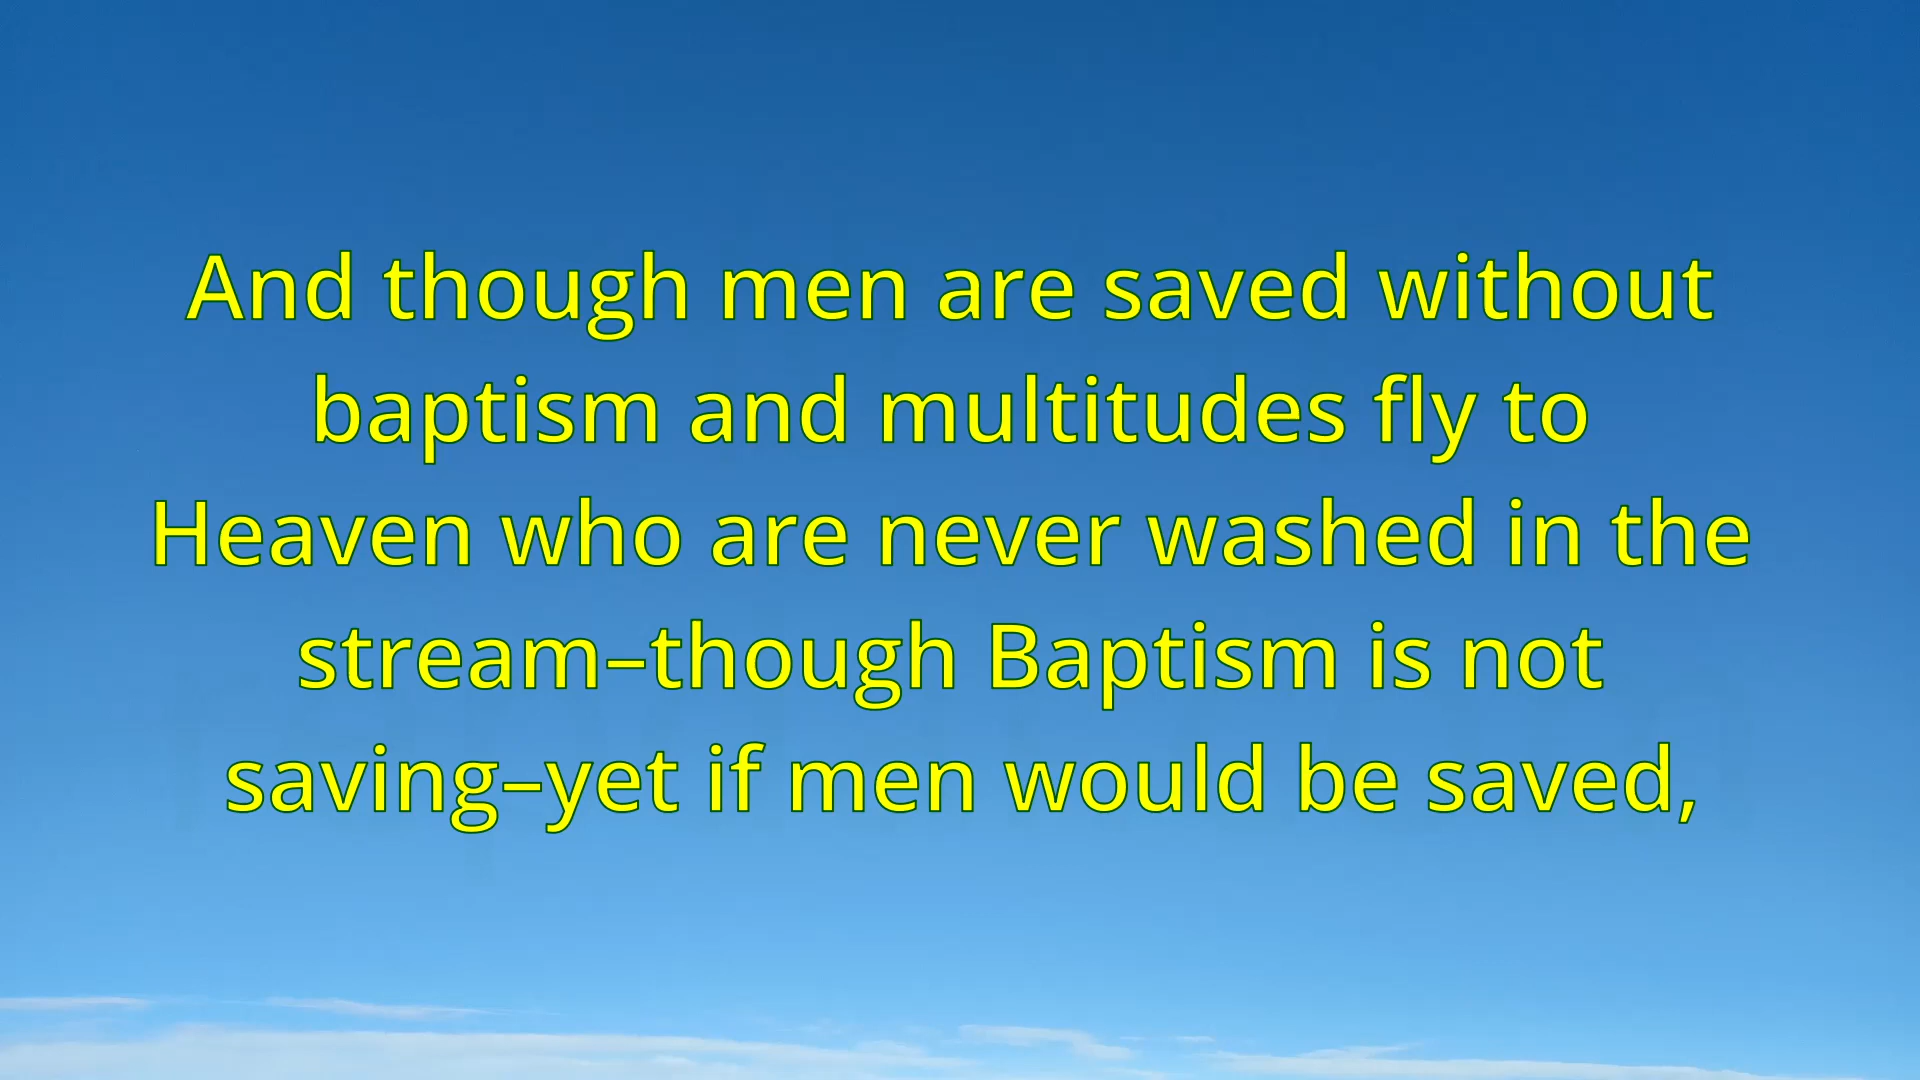 And though men are saved without
baptism and multitudes fly to
Heaven who are never washed in the
stream–though Baptism is not
saving–yet if men would be saved,